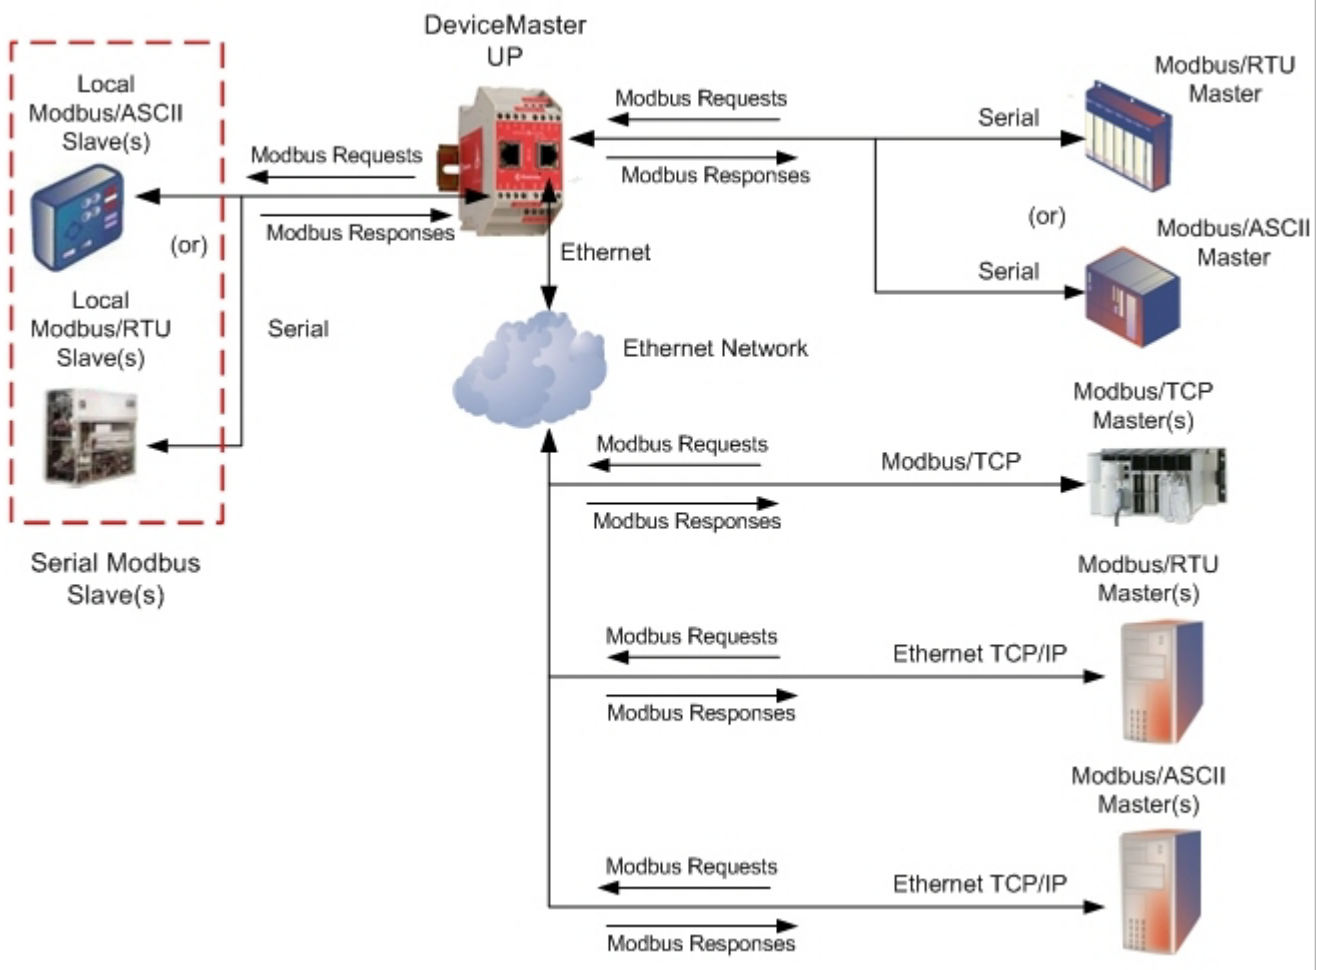 DeviceMaster
UP
Local
Modbus/ASCII
Slave(s)
(or)
Local
Modbus/RTU
Slave(s)
Serial Modbus
Slave(s)
Modbus Requests
Modbus Responses
Serial
Ethernet
Ethernet Network
Modbus Requests
Modbus Responses
Serial
Modbus/RTU
Master
(or)
Serial
Modbus/ASCII
Master
Modbus/TCP
Master(s)
Modbus Requests
Modbus/TCP
Modbus Responses
Modbus/RTU
Master(s)
Modbus Requests
Ethernet TCP/IP
Modbus Responses
Modbus/ASCII
Master(s)
Modbus Requests
Ethernet TCP/IP
Modbus Responses